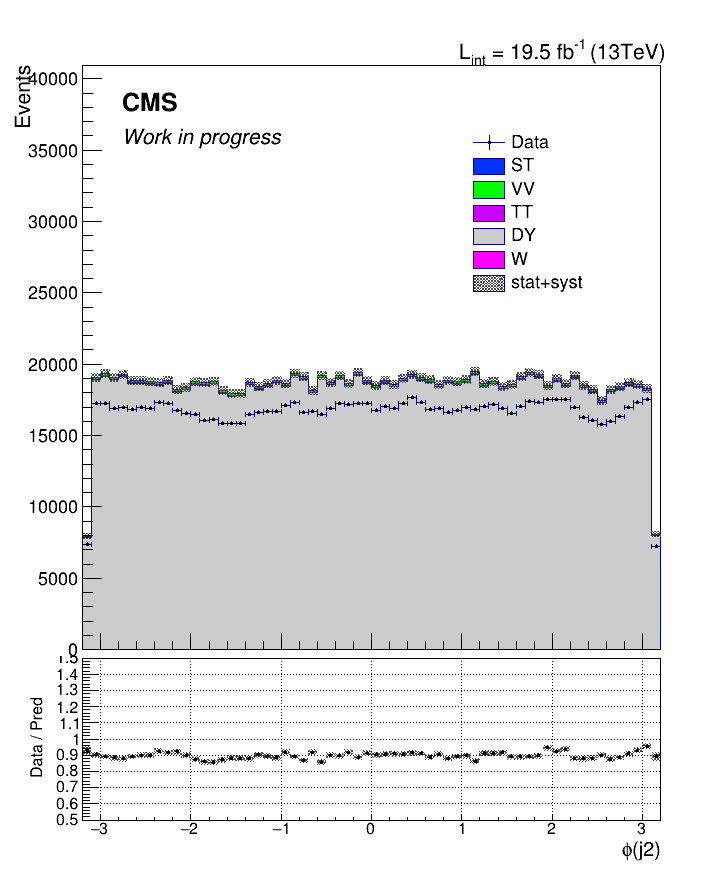 L_int = 19.5 fb^-1 (13TeV)
Events
40000
35000
30000
25000
20000
15000
10000
5000
0
CMS
Work in progress
Data
ST
VV
TT
DY
W
stat+syst
Data / Pred
1.5
1.4
1.3
1.2
1.1
1
0.9
0.8
0.7
0.6
0.5
−3 −2 −1 0 1 2 3
ϕ(j2)